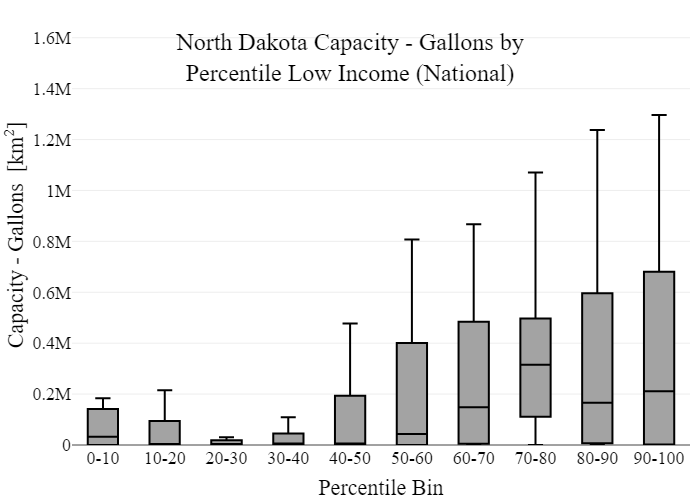 North Dakota Capacity - Gallons by
Percentile Low Income (National)
Capacity - Gallons [km²]
1.6M
1.4M
1.2M
1M
0.8M
0.6M
0.4M
0.2M
0
0-10 10-20 20-30 30-40 40-50 50-60 60-70 70-80 80-90 90-100
Percentile Bin